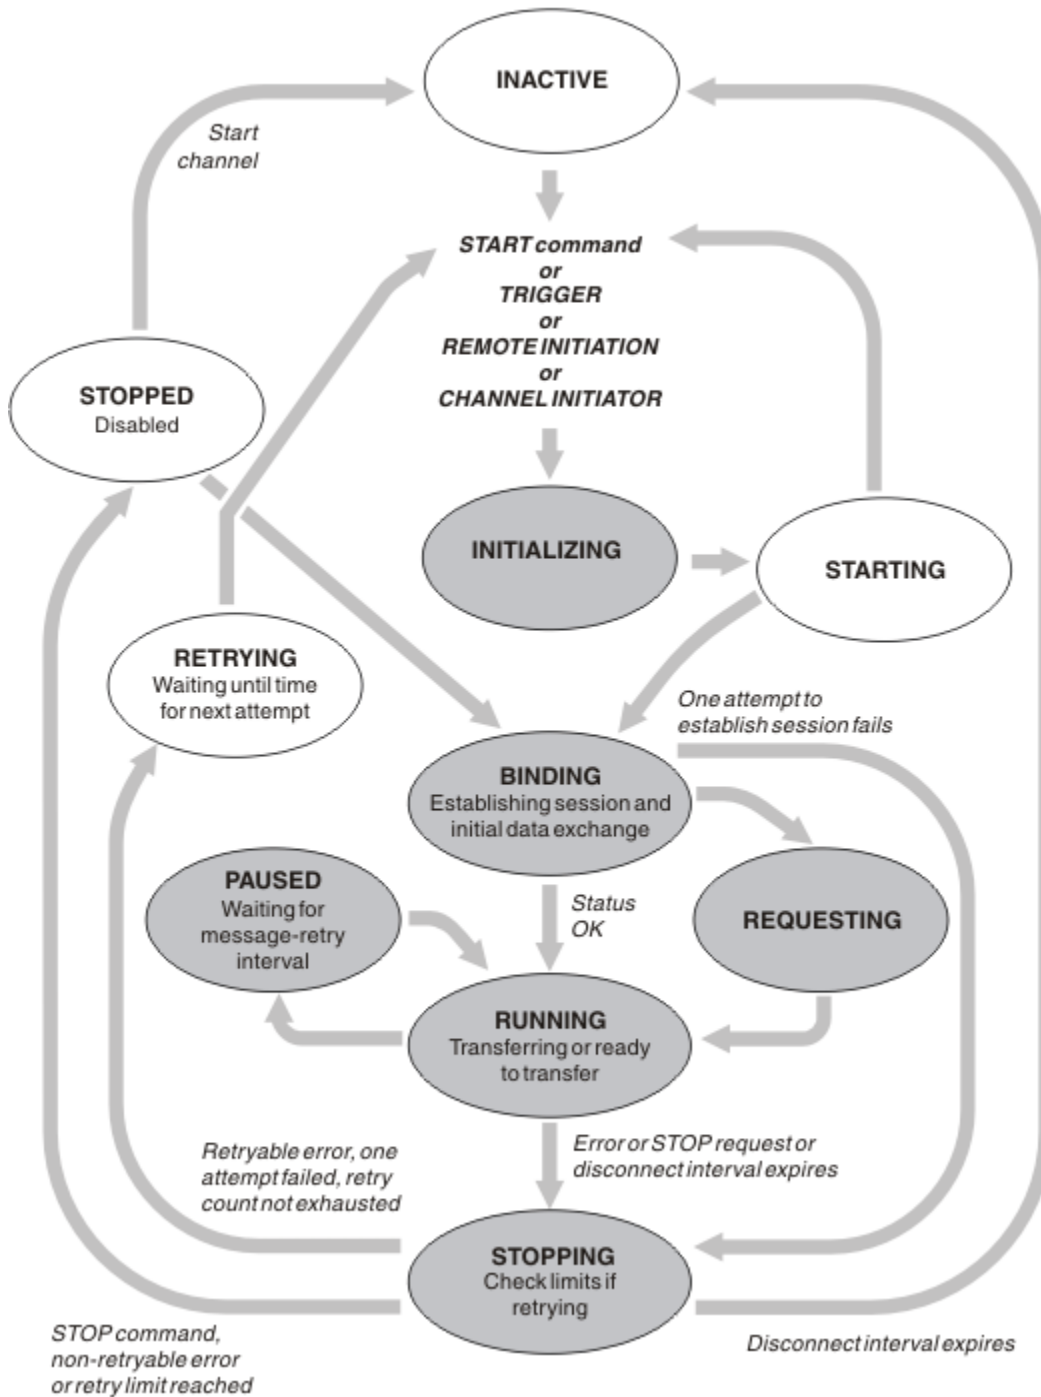 INACTIVE
Start
channel
START command
or
TRIGGER
or
REMOTE INITIATION
or
CHANNEL INITIATOR
STOPPED
Disabled
INITIALIZING
STARTING
RETRYING
Waiting until time
for next attempt
One attempt to
establish session fails
BINDING
Establishing session and
initial data exchange
PAUSED
Waiting for
message-retry
interval
Status
OK
REQUESTING
RUNNING
Transferring or ready
to transfer
Retryable error, one
attempt failed, retry
count not exhausted
Error or STOP request or
disconnect interval expires
STOPPING
Check limits if
retrying
STOP command,
non-retryable error
or retry limit reached
Disconnect interval expires